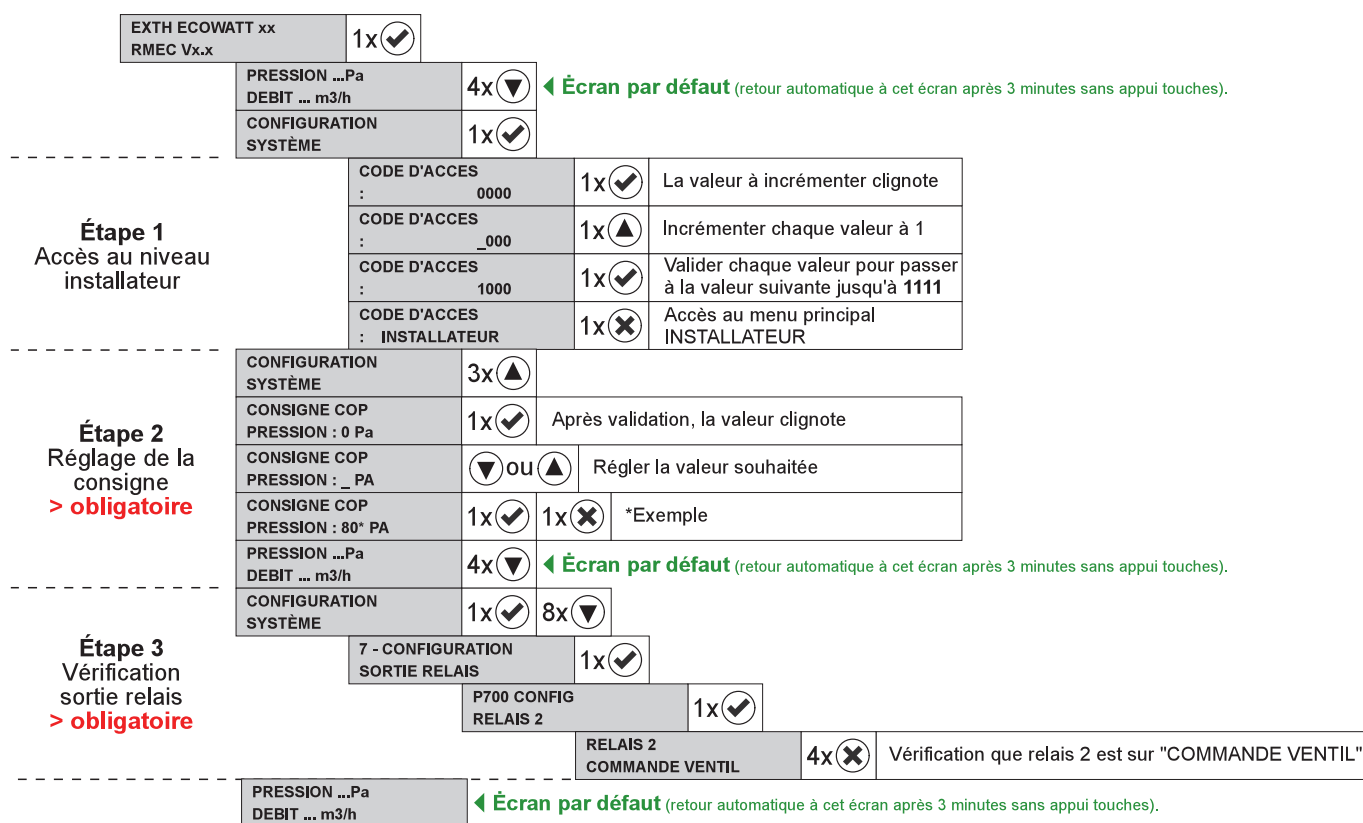 EXTH ECOWATT xx
RMEC Vx.x
1x
PRESSION ...Pa
DEBIT ... m3/h
4x
Écran par défaut (retour automatique à cet écran après 3 minutes sans appui touches).
CONFIGURATION
SYSTÈME
1x
Étape 1
Accès au niveau
installateur
CODE D'ACCES
: 0000
1x
La valeur à incrémenter clignote
CODE D'ACCES
: _000
1x
Incrémenter chaque valeur à 1
CODE D'ACCES
: 1000
1x
Valider chaque valeur pour passer
à la valeur suivante jusqu'à 1111
CODE D'ACCES
: INSTALLATEUR
1x
Accès au menu principal
INSTALLATEUR
Étape 2
Réglage de la
consigne
> obligatoire
CONFIGURATION
SYSTÈME
3x
CONSIGNE COP
PRESSION : 0 Pa
1x
Après validation, la valeur clignote
CONSIGNE COP
PRESSION : _ PA
ou
Régler la valeur souhaitée
CONSIGNE COP
PRESSION : 80* PA
1x 1x
*Exemple
PRESSION ...Pa
DEBIT ... m3/h
4x
Écran par défaut (retour automatique à cet écran après 3 minutes sans appui touches).
Étape 3
Vérification
sortie relais
> obligatoire
CONFIGURATION
SYSTÈME
1x 8x
7 - CONFIGURATION
SORTIE RELAIS
1x
P700 CONFIG
RELAIS 2
1x
RELAIS 2
COMMANDE VENTIL
4x
Vérification que relais 2 est sur "COMMANDE VENTIL"
PRESSION ...Pa
DEBIT ... m3/h
Écran par défaut (retour automatique à cet écran après 3 minutes sans appui touches).